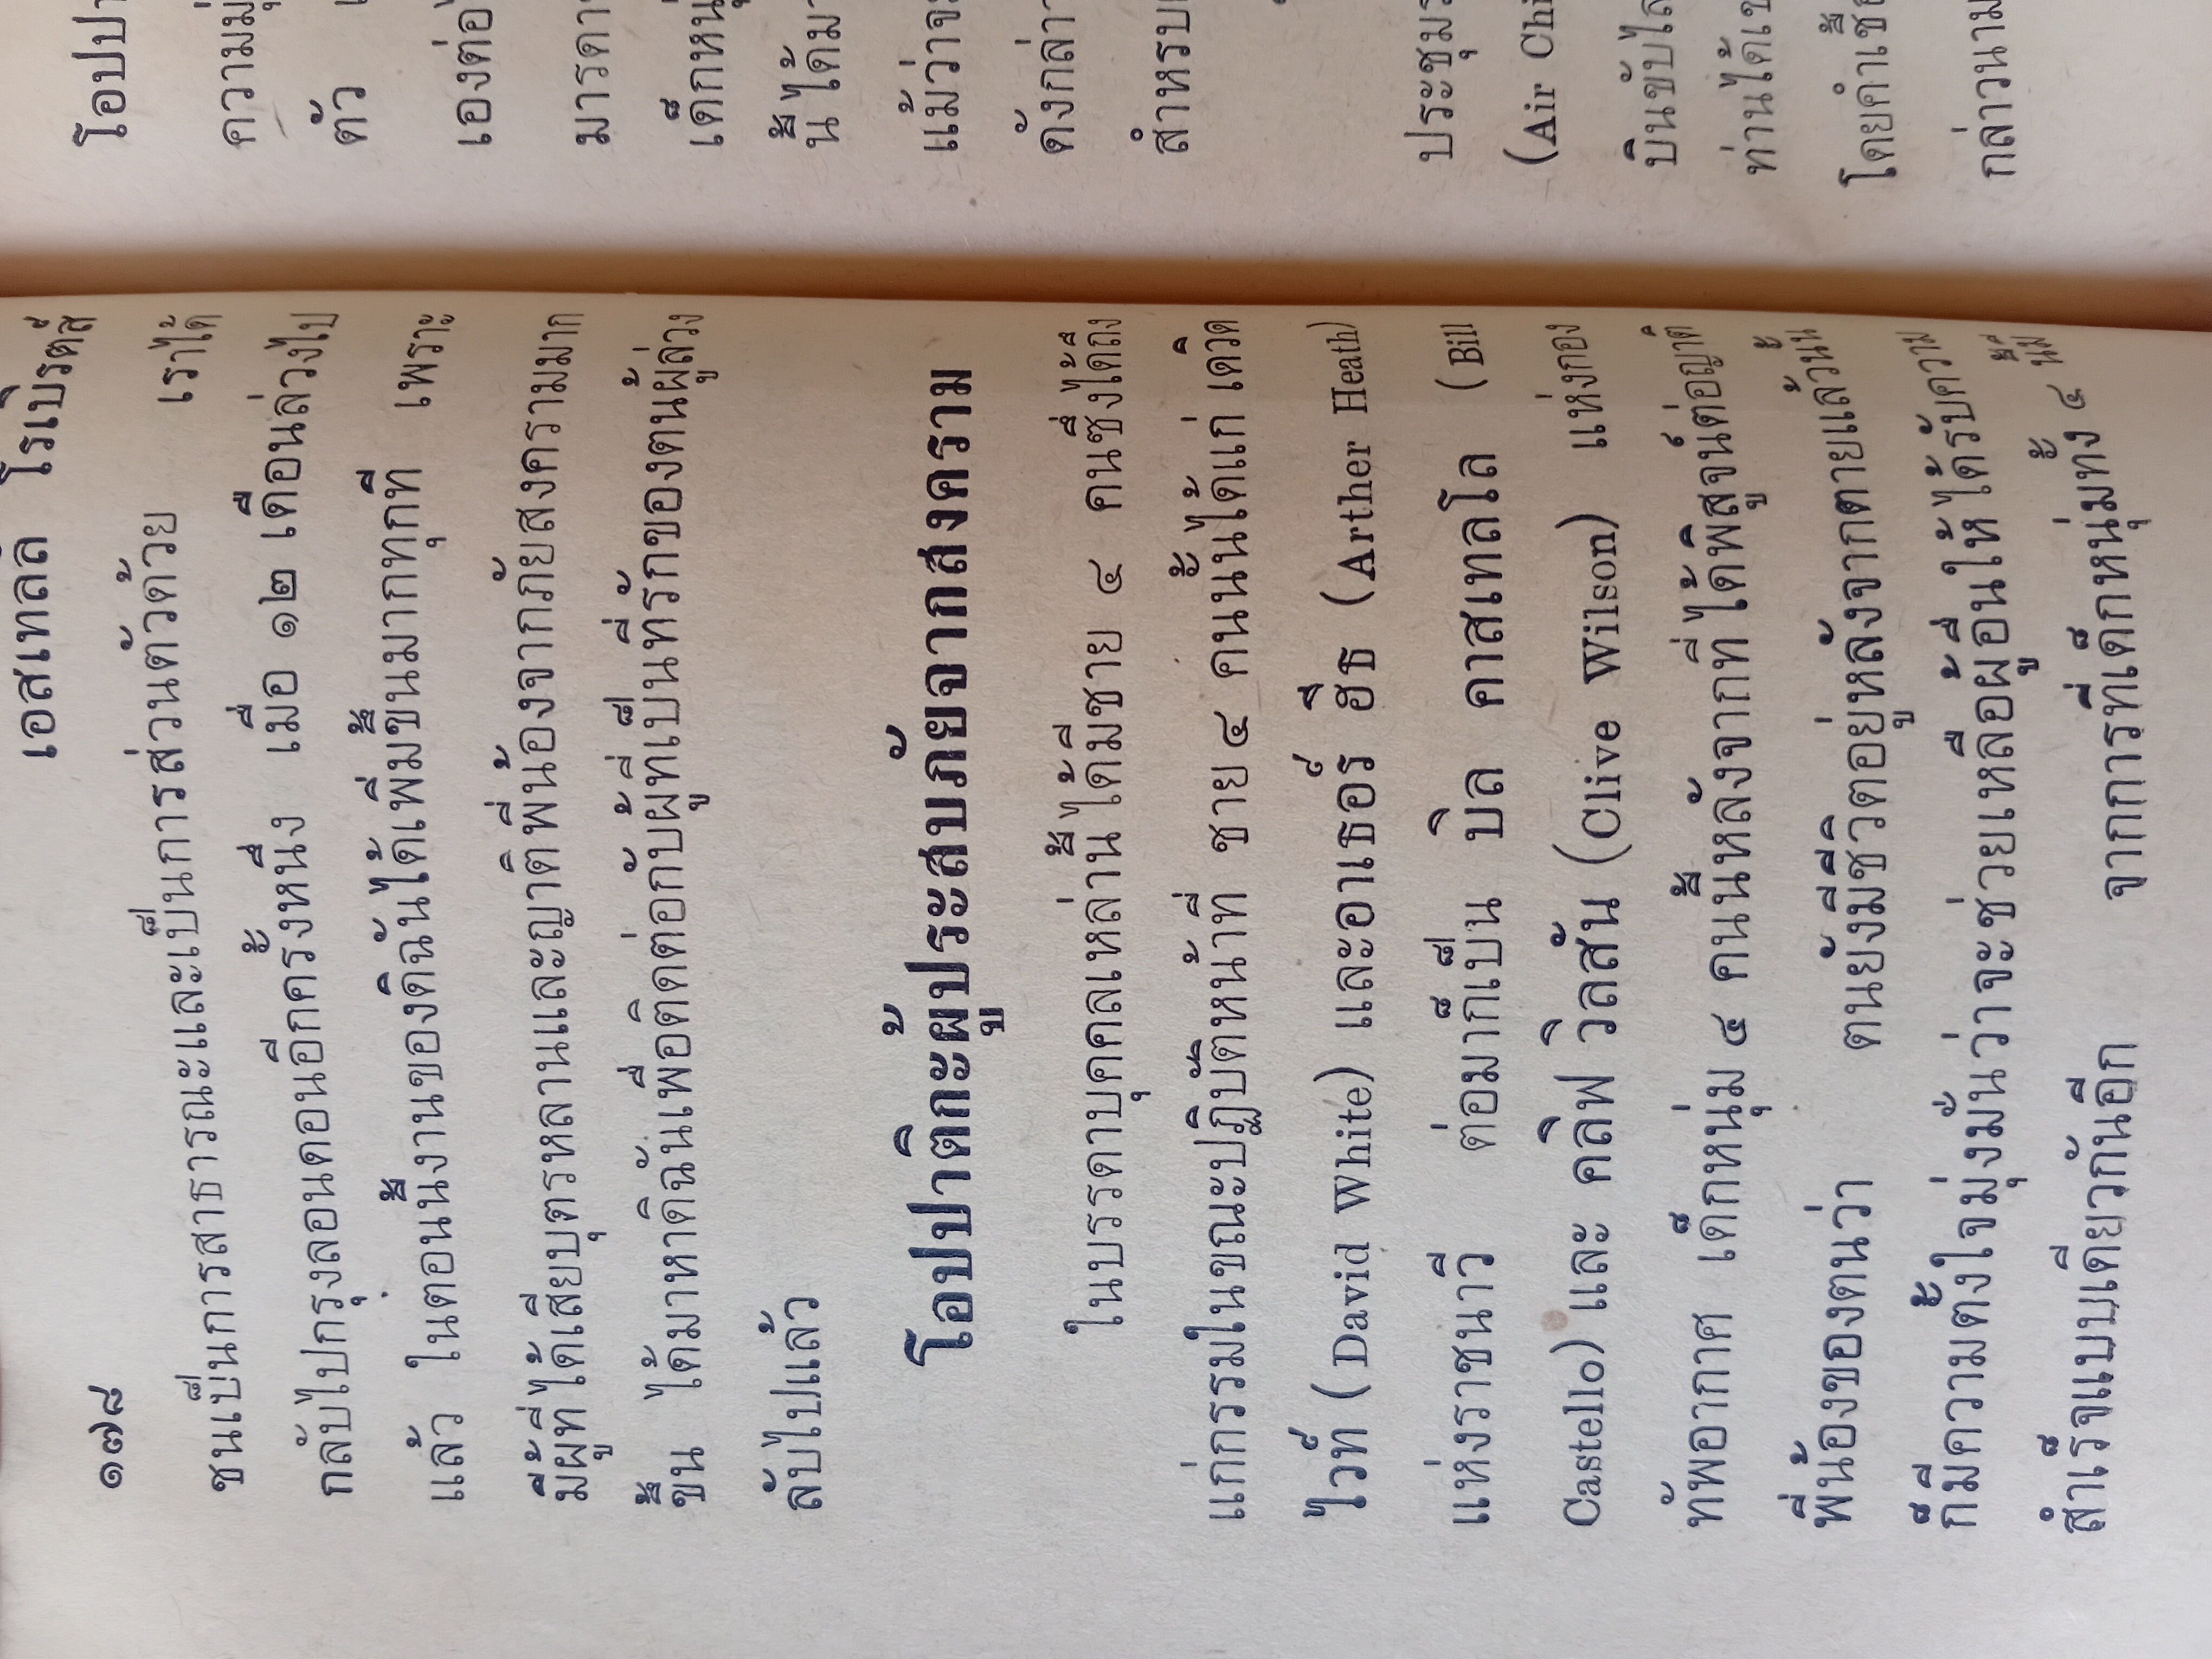 ๑๗๘
เอสเทลล์ โรเบิรตส์
ชนเป็นการสาธารณะและเป็นการส่วนตัวด้วย เราได้
กลับไปกรุงลอนดอนอีกครั้งหนึ่ง เมื่อ ๑๒ เดือนล่วงไป
แล้ว ในตอนนั้นงานของดิฉันได้เพิ่มขึ้นมากทุกที เพราะ
มีผู้ที่ได้เสียบุตรหลานและญาติพี่น้องจากภัยสงครามมาก
ขึ้น ได้มาหาดิฉันเพื่อติดต่อกับผู้ที่เป็นที่รักของตนผู้ล่วง
ลับไปแล้ว
โอปปาติกะผู้ประสบภัยจากสงคราม
ในบรรดาบุคคลเหล่านี้ได้มีชาย ๔ คนซึ่งได้ถึง
แก่กรรมในขณะปฏิบัติหน้าที่ ชาย ๔ คนนั้นได้แก่ เดวิด
ไวท์ (David White) และอาเธอร์ ฮีธ (Arther Heath)
แห่งราชนาวี ต่อมาก็เป็น บิล คาสเทลโล (Bill
Castello) และ คลิฟ วิลสัน (Clive Wilson) แห่งกอง
ทัพอากาศ เด็กหนุ่ม ๔ คนนี้หลังจากที่ได้พิสูจน์ต่อญาติ
พี่น้องของตนว่า ตนยังมีชีวิตอยู่หลังจากตายแล้วนั้น
ก็มีความตั้งใจมุ่งมั่นว่าจะช่วยเหลือผู้อื่นให้ได้รับความ
สำเร็จแบบเดียวกันอีก จากการที่เด็กหนุ่มทั้ง ๔ นี้มี
ตัว
เองต่อ
มารดา
ดังกล่า
ประชุม
(Air